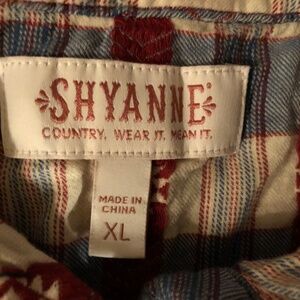 SHYANNE
COUNTRY. WEAR IT. MEAN IT.
MADE IN
CHINA
XL